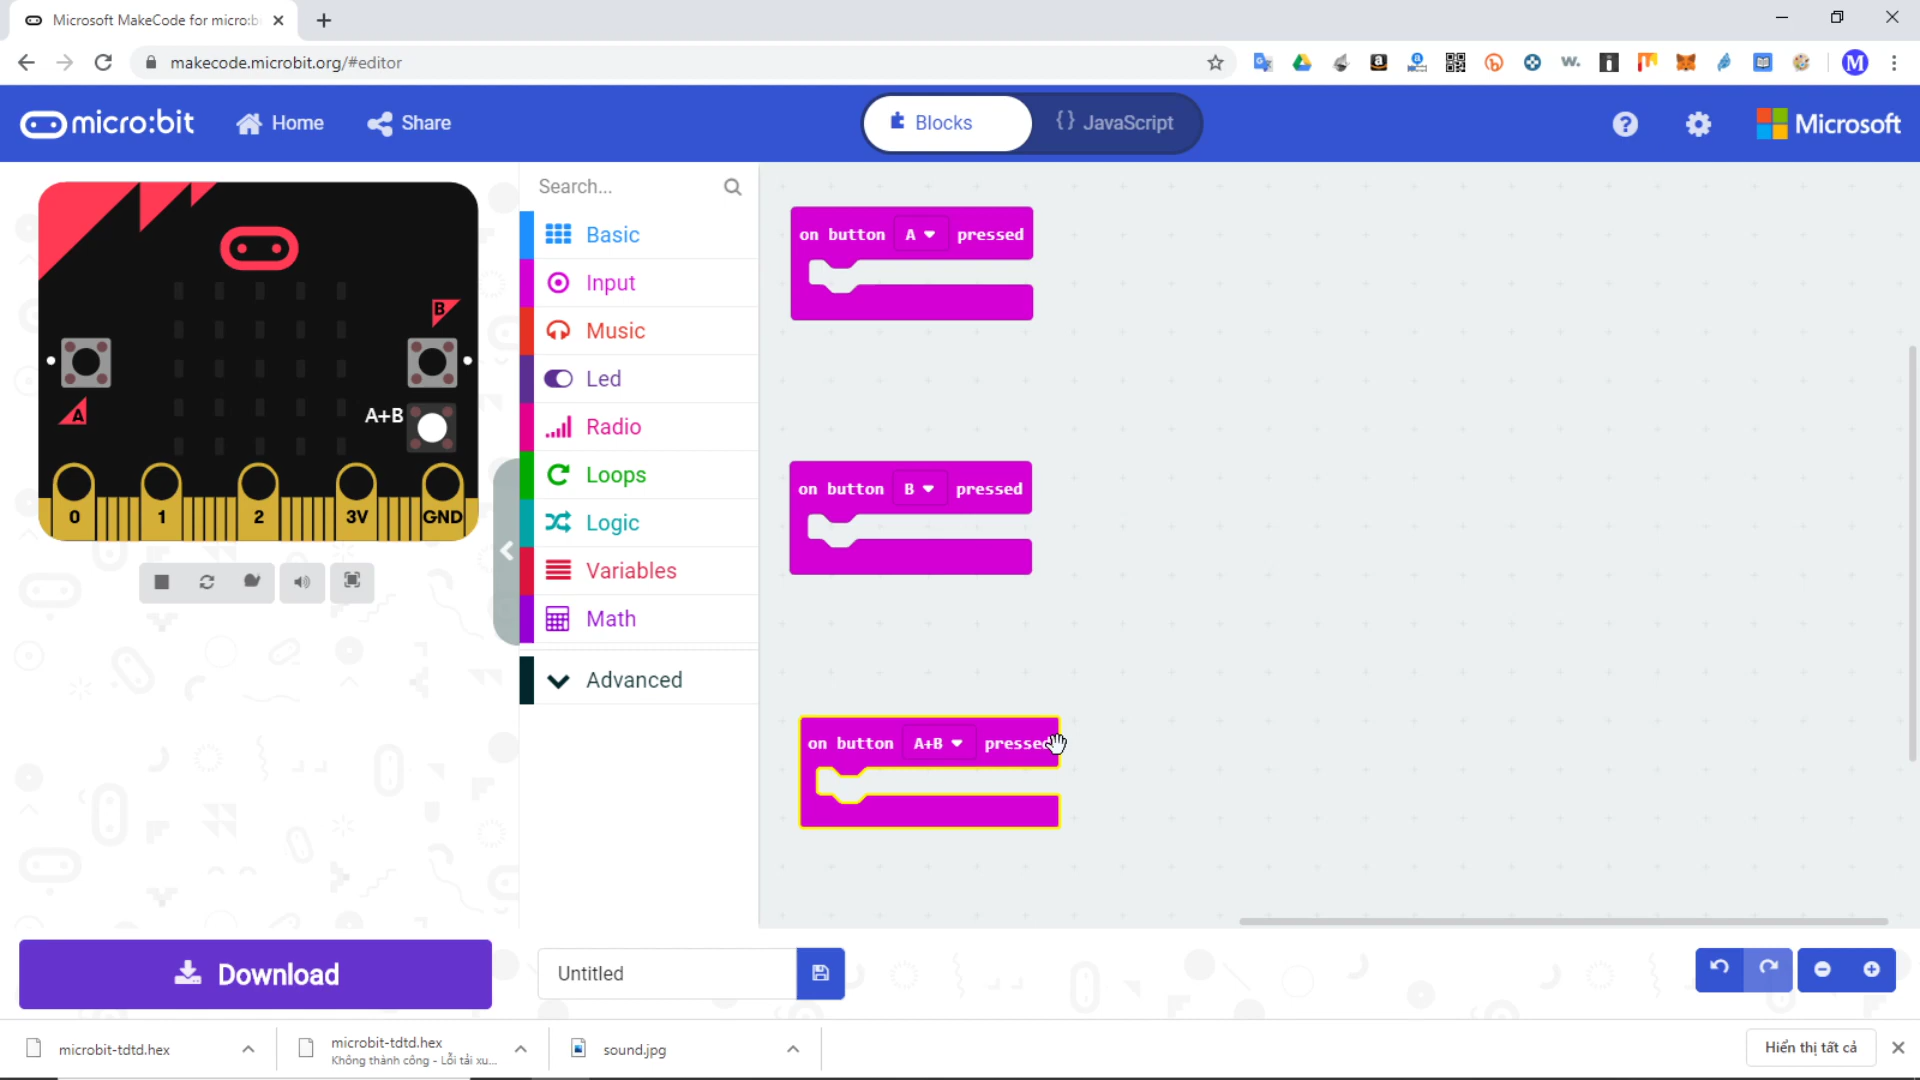 Microsoft MakeCode for micro:b
makecode.microbit.org/#editor
M
micro:bit
Home
Share
Blocks
{} JavaScript
?
Microsoft
Search...
Basic
Input
Music
Led
Radio
Loops
Logic
Variables
Math
Advanced
B
A
A+B
0 1 2 3V GND
on button A pressed
on button B pressed
on button A+B pressed
Download
Untitled
microbit-tdtd.hex
microbit-tdtd.hex
Không thành công - Lỗi tải xu...
sound.jpg
Hiển thị tất cả